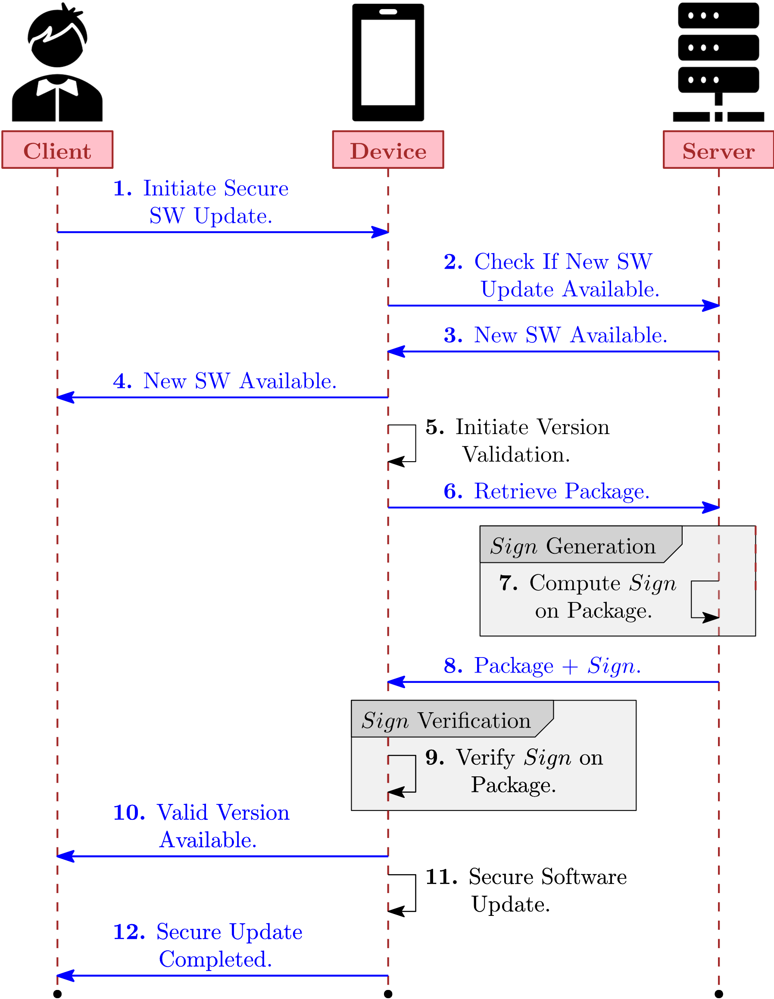 Client
Device
Server
1. Initiate Secure
SW Update.
2. Check If New SW
Update Available.
3. New SW Available.
4. New SW Available.
5. Initiate Version
Validation.
6. Retrieve Package.
Sign Generation
7. Compute Sign
on Package.
8. Package + Sign.
Sign Verification
9. Verify Sign on
Package.
10. Valid Version
Available.
11. Secure Software
Update.
12. Secure Update
Completed.